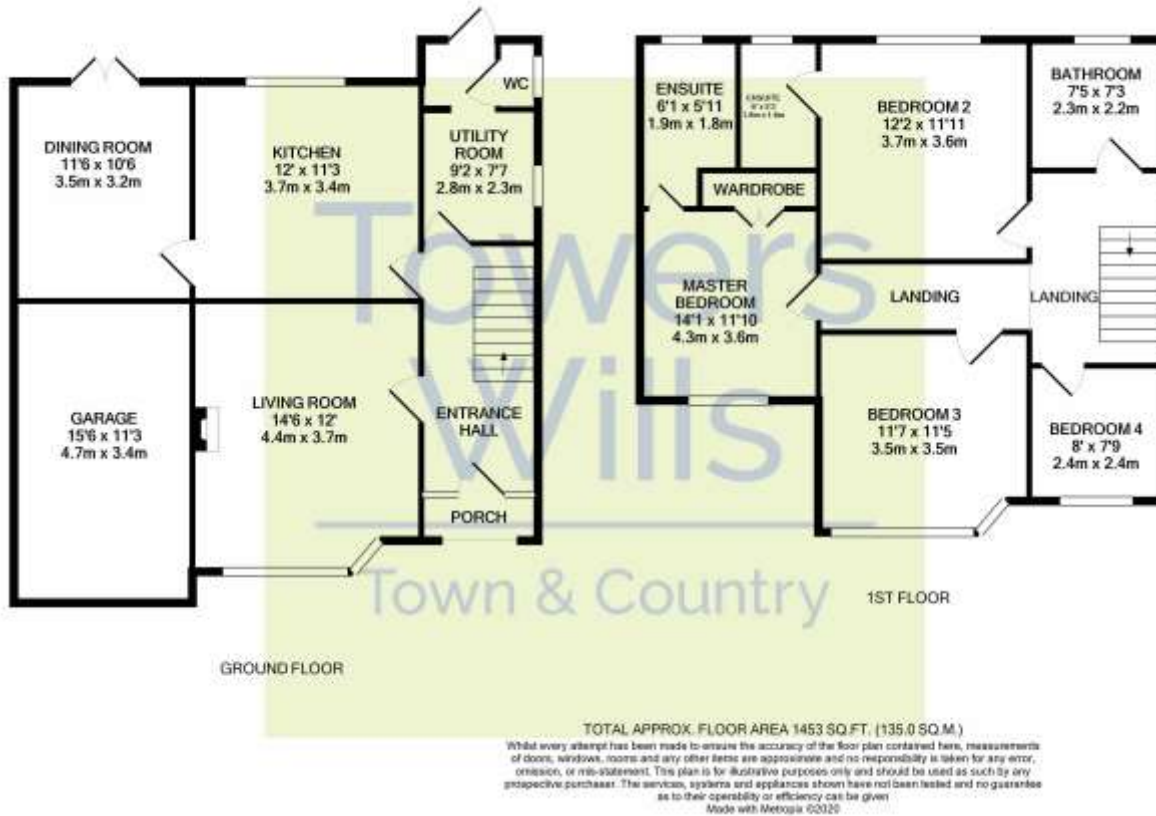 WC
UTILITY
ROOM
9'2 x 7'7
2.8m x 2.3m
DINING ROOM
11'6 x 10'6
3.5m x 3.2m
KITCHEN
12' x 11'3
3.7m x 3.4m
GARAGE
15'6 x 11'3
4.7m x 3.4m
LIVING ROOM
14'6 x 12'
4.4m x 3.7m
ENTRANCE
HALL
PORCH
GROUND FLOOR
ENSUITE
6'1 x 5'11
1.9m x 1.8m
ENSUITE
BEDROOM 2
12'2 x 11'11
3.7m x 3.6m
BATHROOM
7'5 x 7'3
2.3m x 2.2m
WARDROBE
MASTER
BEDROOM
14'1 x 11'10
4.3m x 3.6m
LANDING
LANDING
BEDROOM 3
11'7 x 11'5
3.5m x 3.5m
BEDROOM 4
8' x 7'9
2.4m x 2.4m
1ST FLOOR
Towers
Wills
Town & Country
TOTAL APPROX. FLOOR AREA 1453 SQ.FT. (135.0 SQ.M.)
Whilst every attempt has been made to ensure the accuracy of the floor plan contained here, measurements
of doors, windows, rooms and any other items are approximate and no responsibility is taken for any error,
omission, or mis-statement. This plan is for illustrative purposes only and should be used as such by any
prospective purchaser. The services, systems and appliances shown have not been tested and no guarantee
as to their operability or efficiency can be given
Made with Metropix ©2020